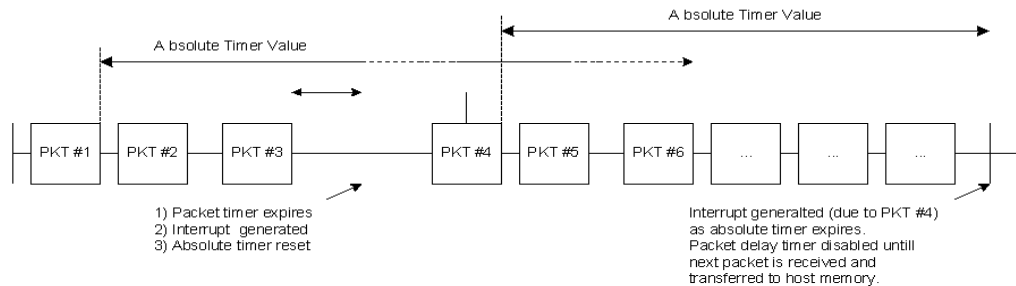 A bsolute Timer Value
A bsolute Timer Value
PKT #1 PKT #2 PKT #3 PKT #4 PKT #5 PKT #6 ... ... ...
1) Packet timer expires
2) Interrupt generated
3) Absolute timer reset
Interrupt generalted (due to PKT #4)
as absolute timer expires.
Packet delay timer disabled untill
next packet is received and
transferred to host memory.